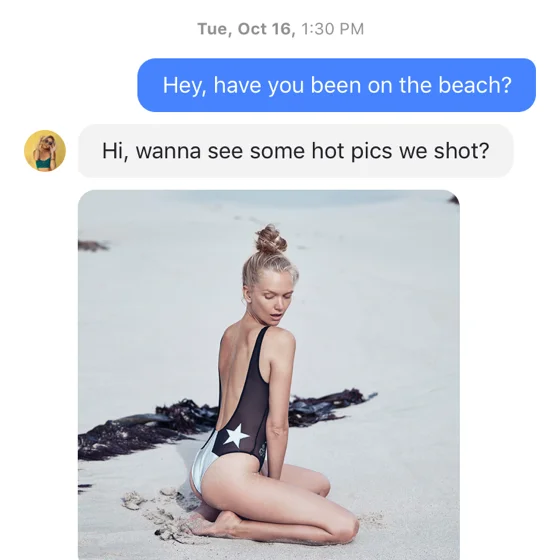 Tue, Oct 16, 1:30 PM
Hey, have you been on the beach?
Hi, wanna see some hot pics we shot?